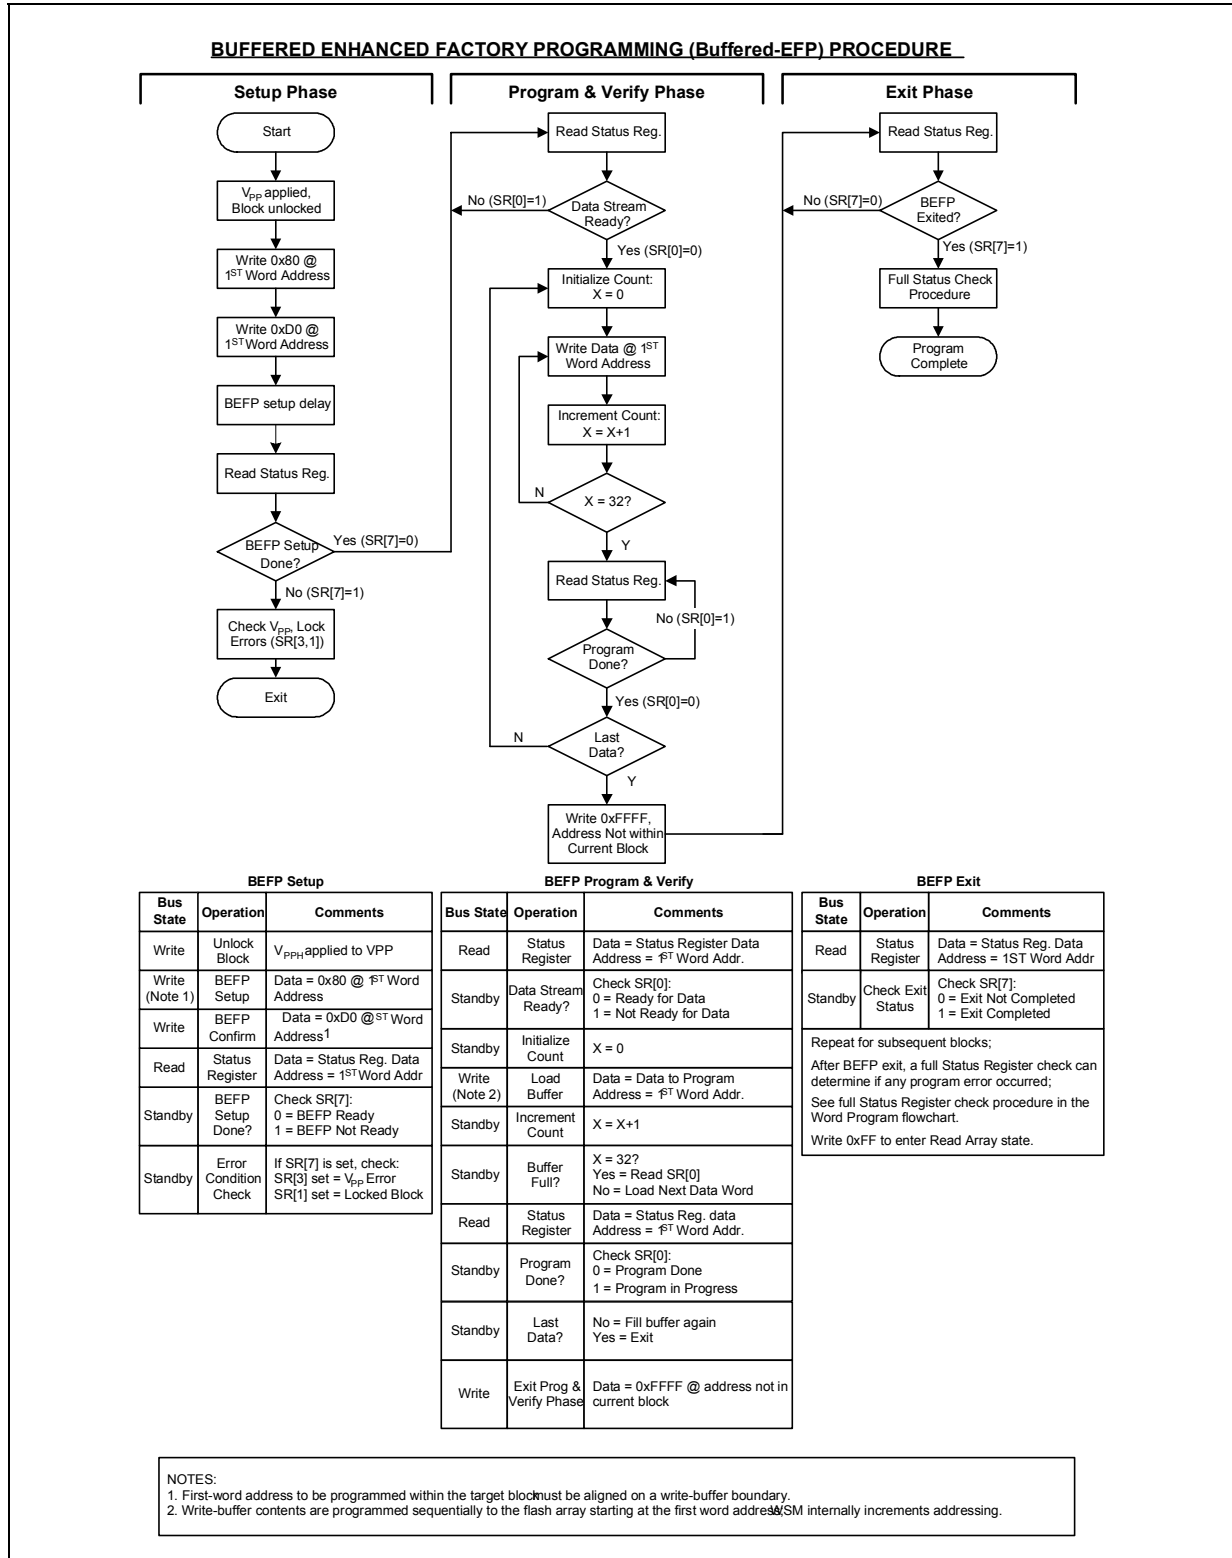 BUFFERED ENHANCED FACTORY PROGRAMMING (Buffered-EFP) PROCEDURE
Setup Phase
Start
VPP applied,
Block unlocked
Write 0x80 @
1ST Word Address
Write 0xD0 @
1ST Word Address
BEFP setup delay
Read Status Reg.
BEFP Setup
Done?
Yes (SR[7]=0)
No (SR[7]=1)
Check VPP, Lock
Errors (SR[3,1])
Exit
Program & Verify Phase
Read Status Reg.
No (SR[0]=1)
Data Stream
Ready?
Yes (SR[0]=0)
Initialize Count:
X = 0
Write Data @ 1ST
Word Address
Increment Count:
X = X+1
N
X = 32?
Y
Read Status Reg.
No (SR[0]=1)
Program
Done?
Yes (SR[0]=0)
N
Last
Data?
Y
Write 0xFFFF,
Address Not within
Current Block
Exit Phase
Read Status Reg.
No (SR[7]=0)
BEFP
Exited?
Yes (SR[7]=1)
Full Status Check
Procedure
Program
Complete
BEFP Setup
Bus
State
Operation
Comments
Write
Unlock
Block
VPPH applied to VPP
Write
(Note 1)
BEFP
Setup
Data = 0x80 @ 1ST Word
Address
Write
BEFP
Confirm
Data = 0xD0 @ ST Word
Address1
Read
Status
Register
Data = Status Reg. Data
Address = 1ST Word Addr
Standby
BEFP
Setup
Done?
Check SR[7]:
0 = BEFP Ready
1 = BEFP Not Ready
Standby
Error
Condition
Check
If SR[7] is set, check:
SR[3] set = VPP Error
SR[1] set = Locked Block
BEFP Program & Verify
Bus State
Operation
Comments
Read
Status
Register
Data = Status Register Data
Address = 1ST Word Addr.
Standby
Data Stream
Ready?
Check SR[0]:
0 = Ready for Data
1 = Not Ready for Data
Standby
Initialize
Count
X = 0
Write
(Note 2)
Load
Buffer
Data = Data to Program
Address = 1ST Word Addr.
Standby
Increment
Count
X = X+1
Standby
Buffer
Full?
X = 32?
Yes = Read SR[0]
No = Load Next Data Word
Read
Status
Register
Data = Status Reg. data
Address = 1ST Word Addr.
Standby
Program
Done?
Check SR[0]:
0 = Program Done
1 = Program in Progress
Standby
Last
Data?
No = Fill buffer again
Yes = Exit
Write
Exit Prog &
Verify Phase
Data = 0xFFFF @ address not in
current block
BEFP Exit
Bus
State
Operation
Comments
Read
Status
Register
Data = Status Reg. Data
Address = 1ST Word Addr
Standby
Check Exit
Status
Check SR[7]:
0 = Exit Not Completed
1 = Exit Completed
Repeat for subsequent blocks;
After BEFP exit, a full Status Register check can
determine if any program error occurred;
See full Status Register check procedure in the
Word Program flowchart.
Write 0xFF to enter Read Array state.
NOTES:
1. First-word address to be programmed within the target block must be aligned on a write-buffer boundary.
2. Write-buffer contents are programmed sequentially to the flash array starting at the first word address; WSM internally increments addressing.